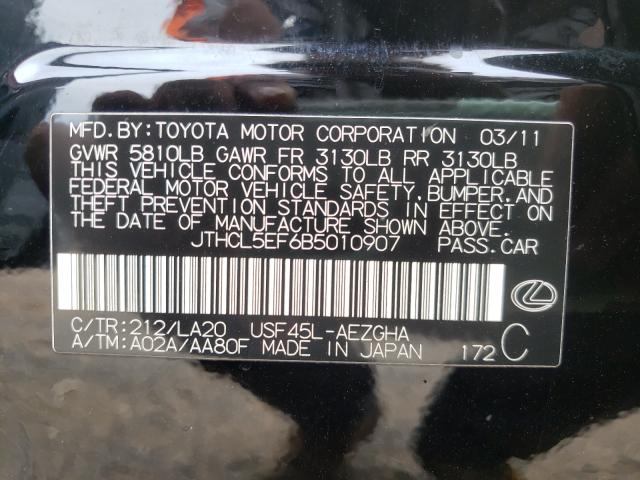 MFD. BY: TOYOTA MOTOR CORPORATION 03/11
GVWR 5810LB GAWR FR 3130LB RR 3130LB
THIS VEHICLE CONFORMS TO ALL APPLICABLE
FEDERAL MOTOR VEHICLE SAFETY, BUMPER, AND
THEFT PREVENTION STANDARDS IN EFFECT ON
THE DATE OF MANUFACTURE SHOWN ABOVE.
JTHCL5EF6B5010907 PASS. CAR
C/TR: 212/LA20 USF45L-AEZGHA
A/TM: A02A/AA80F MADE IN JAPAN 172 C